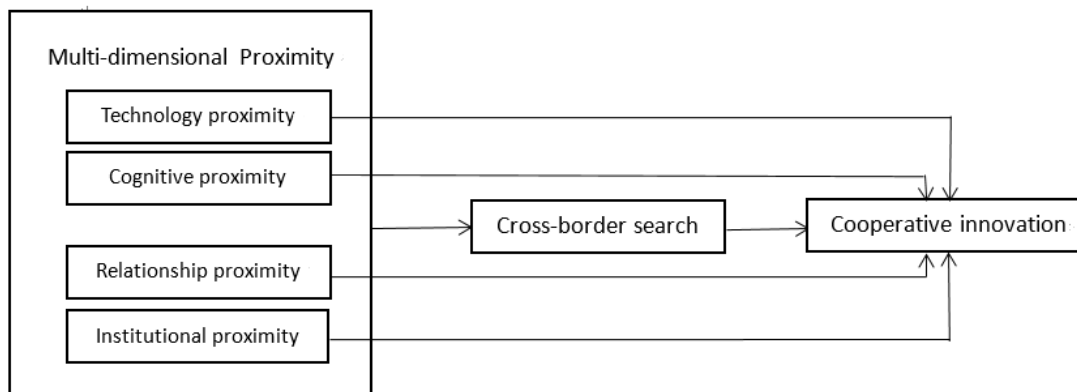 Multi-dimensional Proximity
Technology proximity
Cognitive proximity
Cross-border search
Cooperative innovation
Relationship proximity
Institutional proximity